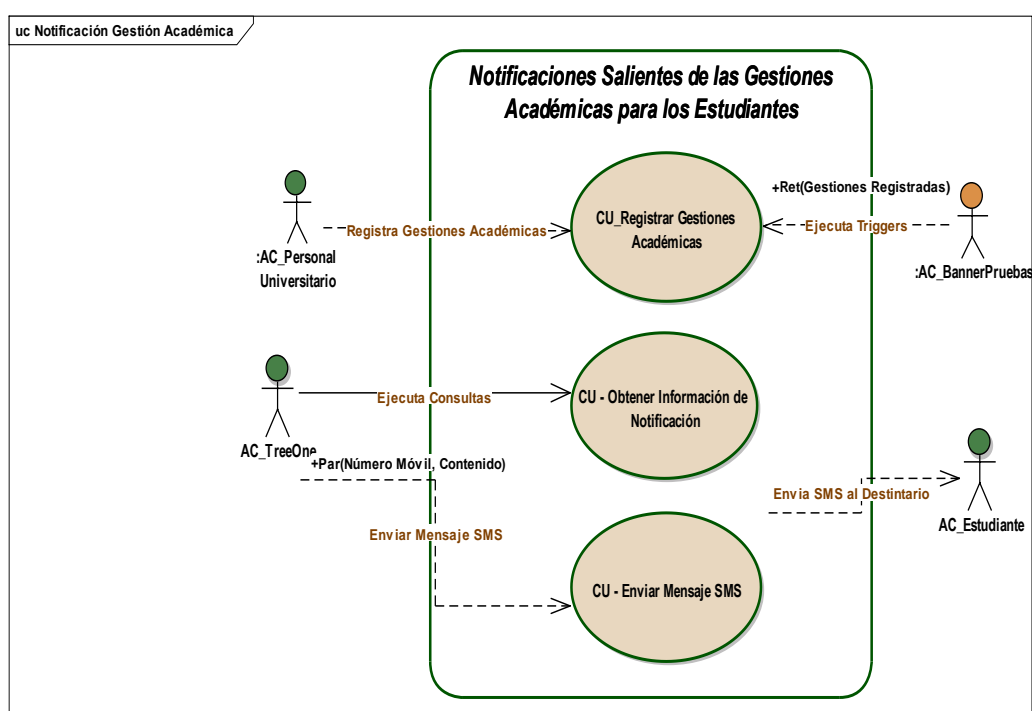 uc Notificación Gestión Académica
Notificaciones Salientes de las Gestiones
Académicas para los Estudiantes
+Ret(Gestiones Registradas)
CU_Registrar Gestiones
Académicas
Registra Gestiones Académicas
Ejecuta Triggers
:AC_Personal
Universitario
:AC_BannerPruebas
Ejecuta Consultas
CU - Obtener Información de
Notificación
AC_TreeOne
+Par(Número Móvil, Contenido)
Enviar Mensaje SMS
Envia SMS al Destintario
AC_Estudiante
CU - Enviar Mensaje SMS